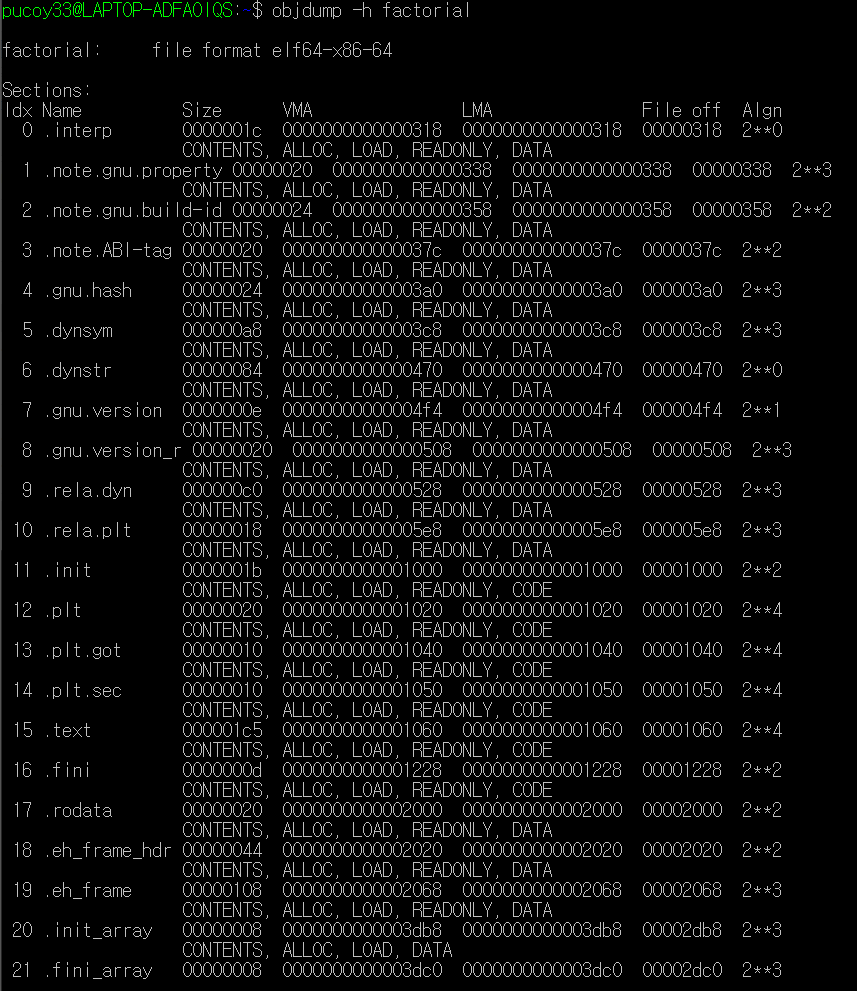 pucoy33@LAPTOP-ADFAOIQS:~$ objdump -h factorial
factorial:     file format elf64-x86-64
Sections:
Idx Name          Size      VMA               LMA               File off  Algn
  0 .interp       0000001c  0000000000000318  0000000000000318  00000318  2**0
                  CONTENTS, ALLOC, LOAD, READONLY, DATA
  1 .note.gnu.property 00000020  0000000000000338  0000000000000338  00000338  2**3
                  CONTENTS, ALLOC, LOAD, READONLY, DATA
  2 .note.gnu.build-id 00000024  0000000000000358  0000000000000358  00000358  2**2
                  CONTENTS, ALLOC, LOAD, READONLY, DATA
  3 .note.ABI-tag 00000020  000000000000037c  000000000000037c  0000037c  2**2
                  CONTENTS, ALLOC, LOAD, READONLY, DATA
  4 .gnu.hash     00000024  00000000000003a0  00000000000003a0  000003a0  2**3
                  CONTENTS, ALLOC, LOAD, READONLY, DATA
  5 .dynsym       000000a8  00000000000003c8  00000000000003c8  000003c8  2**3
                  CONTENTS, ALLOC, LOAD, READONLY, DATA
  6 .dynstr       00000084  0000000000000470  0000000000000470  00000470  2**0
                  CONTENTS, ALLOC, LOAD, READONLY, DATA
  7 .gnu.version  0000000e  00000000000004f4  00000000000004f4  000004f4  2**1
                  CONTENTS, ALLOC, LOAD, READONLY, DATA
  8 .gnu.version_r 00000020  0000000000000508  0000000000000508  00000508  2**3
                  CONTENTS, ALLOC, LOAD, READONLY, DATA
  9 .rela.dyn     000000c0  0000000000000528  0000000000000528  00000528  2**3
                  CONTENTS, ALLOC, LOAD, READONLY, DATA
 10 .rela.plt     00000018  00000000000005e8  00000000000005e8  000005e8  2**3
                  CONTENTS, ALLOC, LOAD, READONLY, DATA
 11 .init         0000001b  0000000000001000  0000000000001000  00001000  2**2
                  CONTENTS, ALLOC, LOAD, READONLY, CODE
 12 .plt          00000020  0000000000001020  0000000000001020  00001020  2**4
                  CONTENTS, ALLOC, LOAD, READONLY, CODE
 13 .plt.got      00000010  0000000000001040  0000000000001040  00001040  2**4
                  CONTENTS, ALLOC, LOAD, READONLY, CODE
 14 .plt.sec      00000010  0000000000001050  0000000000001050  00001050  2**4
                  CONTENTS, ALLOC, LOAD, READONLY, CODE
 15 .text         000001c5  0000000000001060  0000000000001060  00001060  2**4
                  CONTENTS, ALLOC, LOAD, READONLY, CODE
 16 .fini         0000000d  0000000000001228  0000000000001228  00001228  2**2
                  CONTENTS, ALLOC, LOAD, READONLY, CODE
 17 .rodata       00000020  0000000000002000  0000000000002000  00002000  2**2
                  CONTENTS, ALLOC, LOAD, READONLY, DATA
 18 .eh_frame_hdr 00000044  0000000000002020  0000000000002020  00002020  2**2
                  CONTENTS, ALLOC, LOAD, READONLY, DATA
 19 .eh_frame     00000108  0000000000002068  0000000000002068  00002068  2**3
                  CONTENTS, ALLOC, LOAD, READONLY, DATA
 20 .init_array   00000008  0000000000003db8  0000000000003db8  00002db8  2**3
                  CONTENTS, ALLOC, LOAD, DATA
 21 .fini_array   00000008  0000000000003dc0  0000000000003dc0  00002dc0  2**3